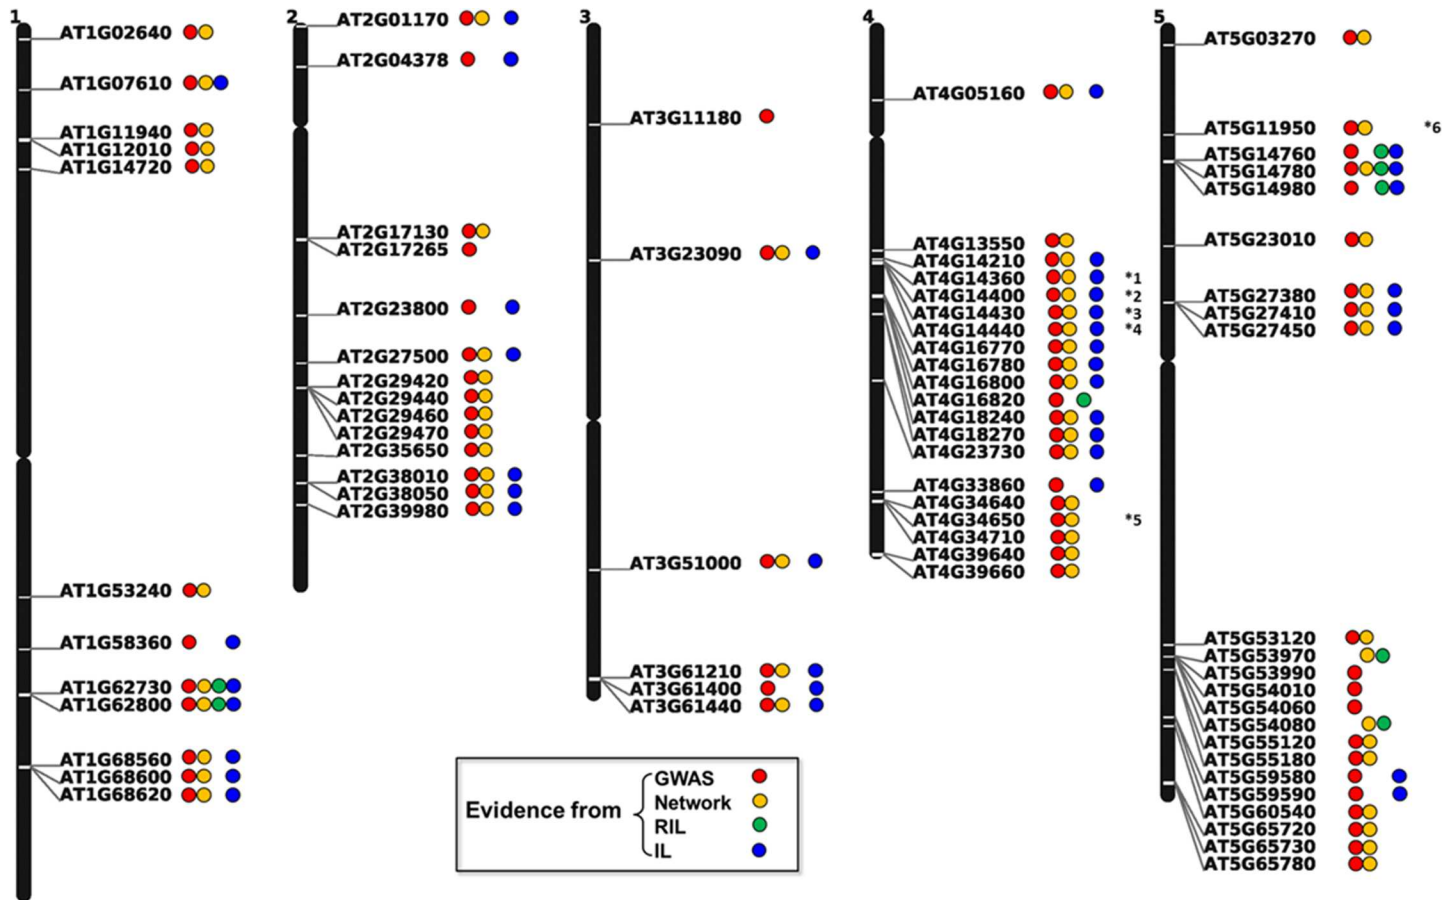 1
AT1G02640
AT1G07610
AT1G11940
AT1G12010
AT1G14720
AT1G53240
AT1G58360
AT1G62730
AT1G62800
AT1G68560
AT1G68600
AT1G68620
2
AT2G01170
AT2G04378
AT2G17130
AT2G17265
AT2G23800
AT2G27500
AT2G29420
AT2G29440
AT2G29460
AT2G29470
AT2G35650
AT2G38010
AT2G38050
AT2G39980
3
AT3G11180
AT3G23090
AT3G51000
AT3G61210
AT3G61400
AT3G61440
4
AT4G05160
AT4G13550
AT4G14210
AT4G14360 *1
AT4G14400 *2
AT4G14430 *3
AT4G14440 *4
AT4G16770
AT4G16780
AT4G16800
AT4G16820
AT4G18240
AT4G18270
AT4G23730
AT4G33860
AT4G34640
AT4G34650 *5
AT4G34710
AT4G39640
AT4G39660
5
AT5G03270
AT5G11950 *6
AT5G14760
AT5G14780
AT5G14980
AT5G23010
AT5G27380
AT5G27410
AT5G27450
AT5G53120
AT5G53970
AT5G53990
AT5G54010
AT5G54060
AT5G54080
AT5G55120
AT5G55180
AT5G59580
AT5G59590
AT5G60540
AT5G65720
AT5G65730
AT5G65780
Evidence from
GWAS
Network
RIL
IL